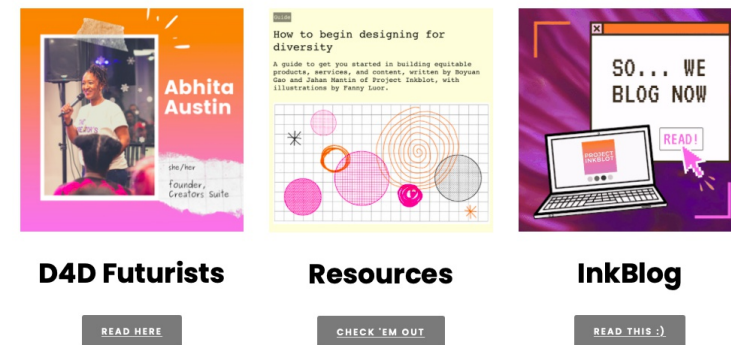 Abhita
Austin
she/her
founder,
Creators Suite
D4D Futurists
READ HERE
Guide
How to begin designing for
diversity
A guide to get you started in building equitable
products, services, and content, written by Boyuan
Gao and Jahan Mantin of Project Inkblot, with
illustrations by Fanny Loor.
Resources
CHECK 'EM OUT
SO... WE
BLOG NOW
READ!
PROJECT
INKBLOT
InkBlog
READ THIS :)